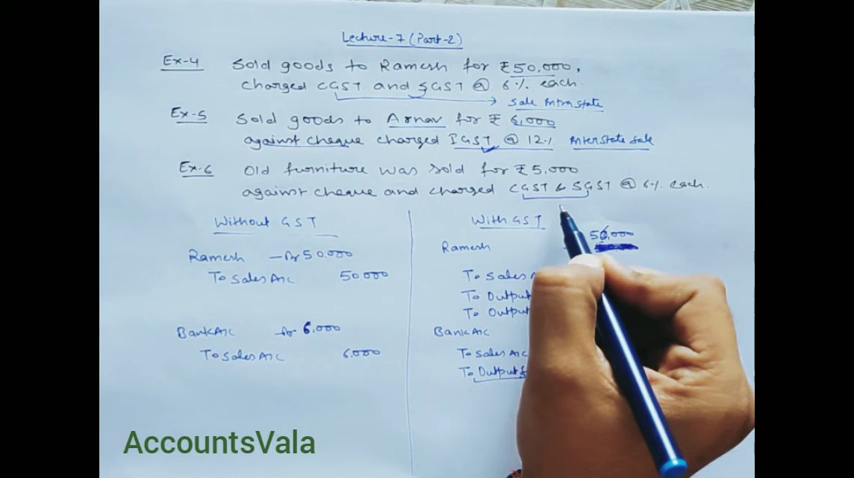 Lecture-7 (Part-2)
Ex-4 Sold goods to Ramesh for ₹50,000,
charged CGST and SGST @ 6% each
Sale Intrastate
Ex-5 Sold goods to Arnav for ₹ 6,000
against cheque charged IGST @ 12% Interstate Sale
Ex-6 Old furniture was sold for ₹5,000
against cheque and charged CGST & SGST @ 6% each.
Without GST
Ramesh —Dr 50,000
To Sales A/c 50,000
Bank A/c —Dr 6,000
To Sales A/c 6,000
With GST
56,000
Ramesh
To Sales
To Output
To Output
Bank A/c
To Sales A/c
To Output
AccountsVala